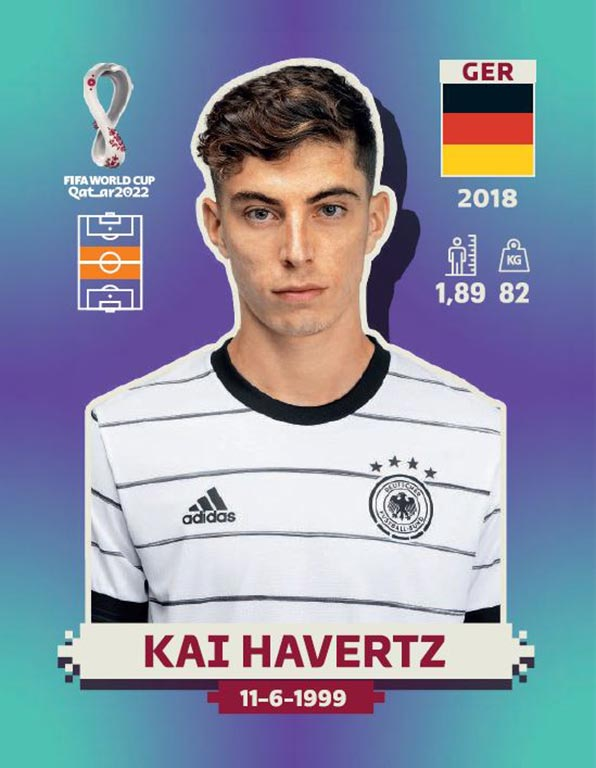 FIFA WORLD CUP
Qatar2022
GER
2018
KG
1,89 82
adidas
DEUTSCHER
FUSSBALL-BUND
KAI HAVERTZ
11-6-1999